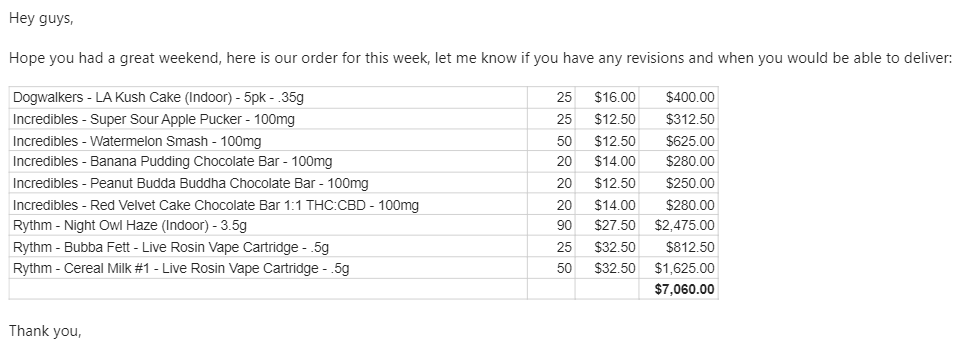 Hey guys,
Hope you had a great weekend, here is our order for this week, let me know if you have any revisions and when you would be able to deliver:
Dogwalkers - LA Kush Cake (Indoor) - 5pk - .35g 25 $16.00 $400.00
Incredibles - Super Sour Apple Pucker - 100mg 25 $12.50 $312.50
Incredibles - Watermelon Smash - 100mg 50 $12.50 $625.00
Incredibles - Banana Pudding Chocolate Bar - 100mg 20 $14.00 $280.00
Incredibles - Peanut Budda Buddha Chocolate Bar - 100mg 20 $12.50 $250.00
Incredibles - Red Velvet Cake Chocolate Bar 1:1 THC:CBD - 100mg 20 $14.00 $280.00
Rythm - Night Owl Haze (Indoor) - 3.5g 90 $27.50 $2,475.00
Rythm - Bubba Fett - Live Rosin Vape Cartridge - .5g 25 $32.50 $812.50
Rythm - Cereal Milk #1 - Live Rosin Vape Cartridge - .5g 50 $32.50 $1,625.00
$7,060.00
Thank you,